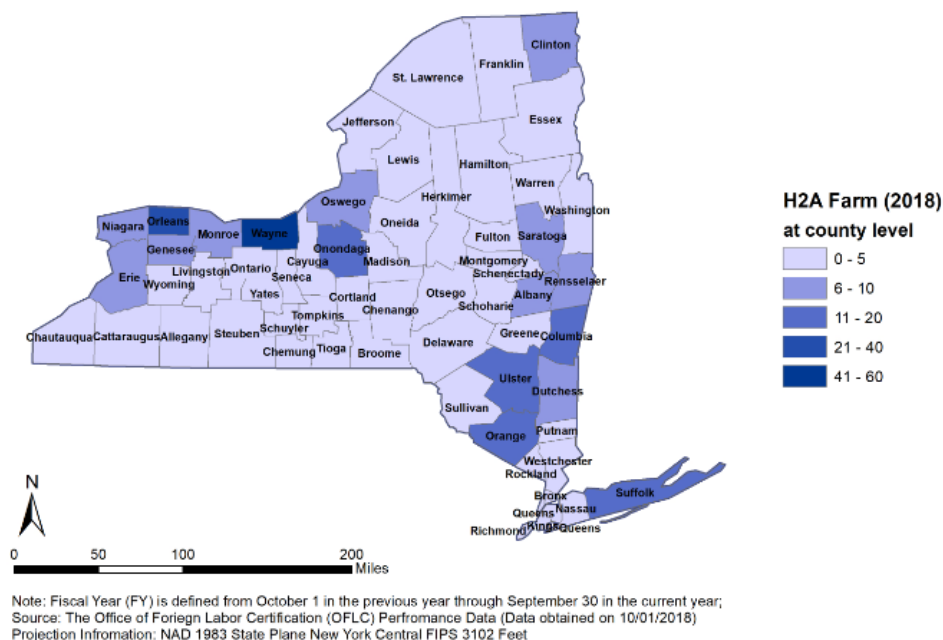 Clinton
Franklin
St. Lawrence
Essex
Jefferson
Lewis
Hamilton
Warren
Herkimer
Oswego
Washington
Oneida
Orleans
Niagara
Monroe
Wayne
Fulton
Saratoga
Onondaga
Genesee
Cayuga
Madison
Montgomery
Livingston
Ontario
Schenectady
Erie
Seneca
Rensselaer
Wyoming
Yates
Cortland
Otsego
Albany
Chenango
Schoharie
Tompkins
Schuyler
Greene
Columbia
Chautauqua
Cattaraugus
Allegany
Steuben
Delaware
Chemung
Tioga
Broome
Ulster
Dutchess
Sullivan
Orange
Putnam
Westchester
Rockland
Bronx
Suffolk
Nassau
Queens
Richmond
Kings
Queens
H2A Farm (2018)
at county level
0 - 5
6 - 10
11 - 20
21 - 40
41 - 60
N
0 50 100 200
Miles
Note: Fiscal Year (FY) is defined from October 1 in the previous year through September 30 in the current year;
Source: The Office of Foriegn Labor Certification (OFLC) Perfromance Data (Data obtained on 10/01/2018)
Projection Infromation: NAD 1983 State Plane New York Central FIPS 3102 Feet